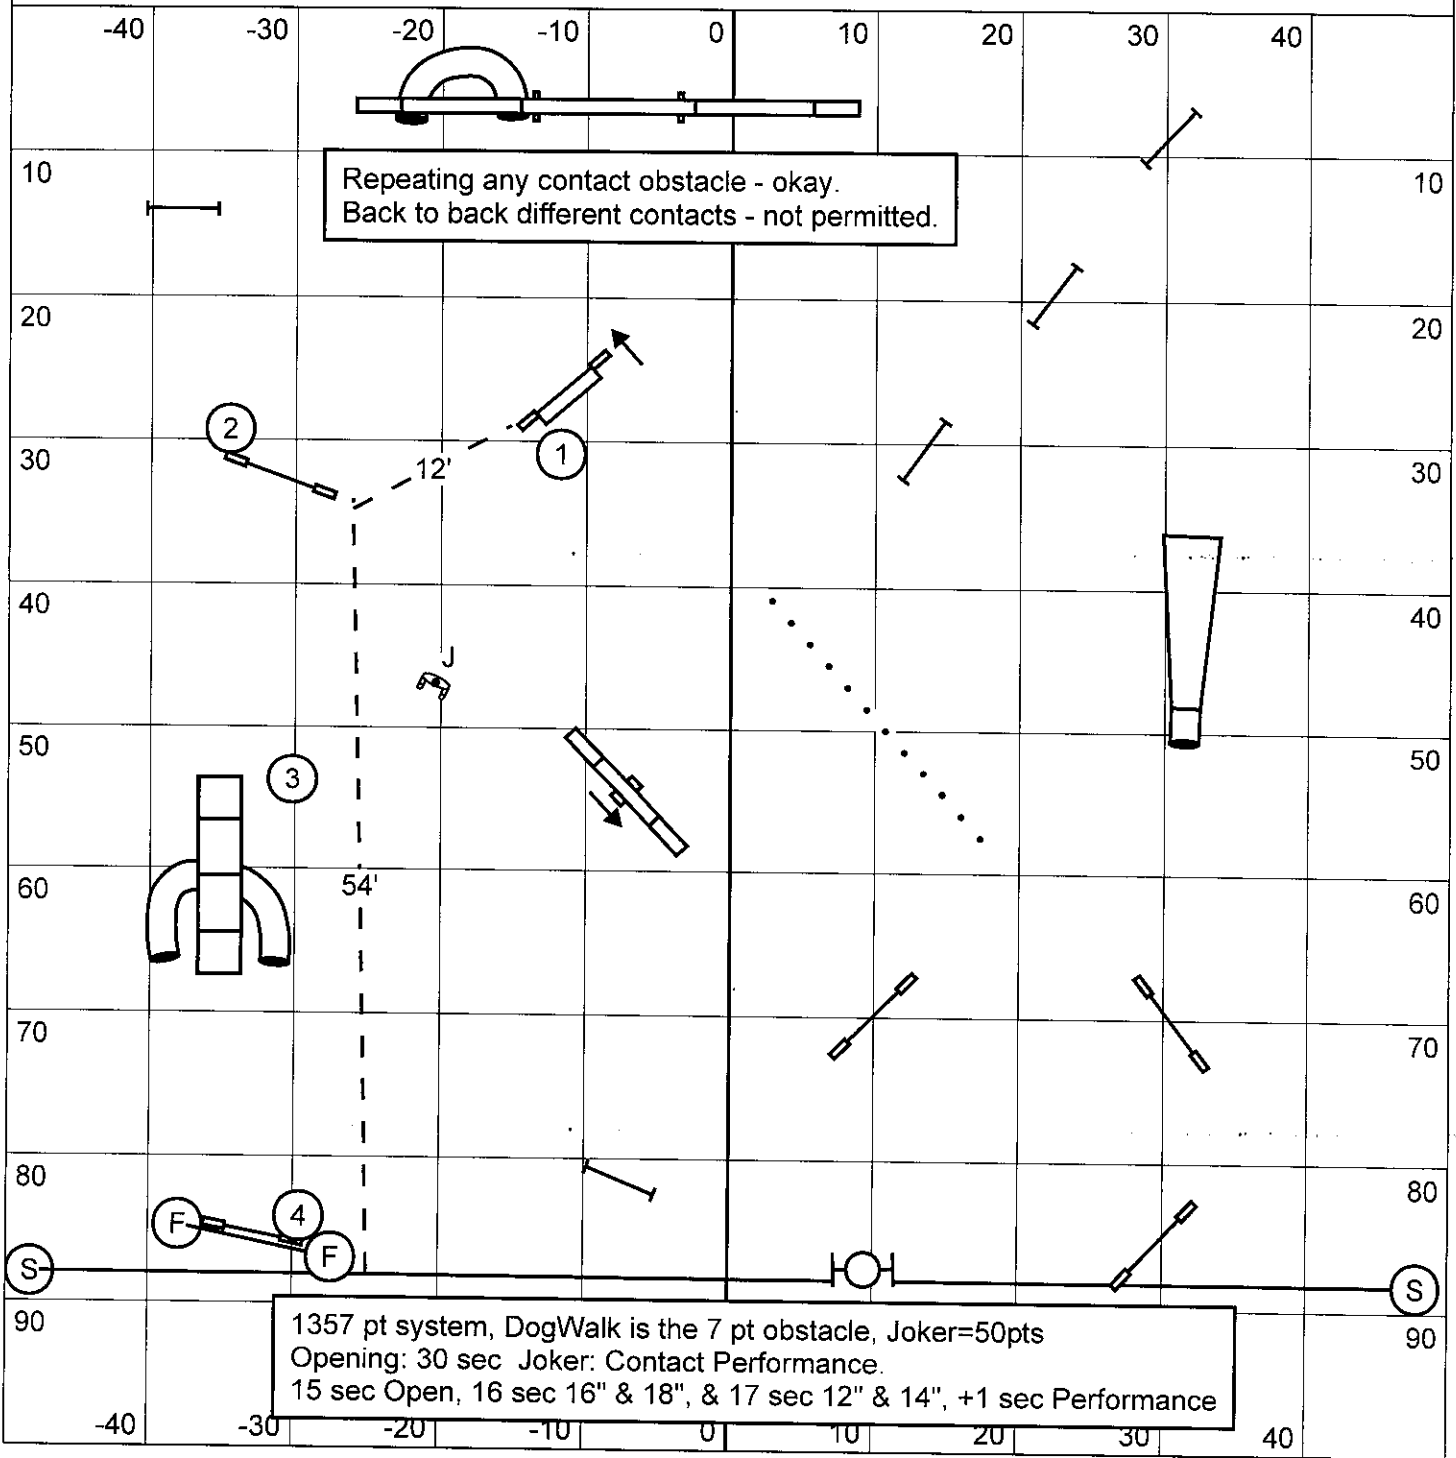 -40 -30 -20 -10 0 10 20 30 40
Repeating any contact obstacle - okay.
Back to back different contacts - not permitted.
10 10
20 20
2
1
30 12' 30
40 40
J
50 50
3
60 54' 60
70 70
80 80
4
F
F
S S
90 90
1357 pt system, DogWalk is the 7 pt obstacle, Joker=50pts
Opening: 30 sec Joker: Contact Performance.
15 sec Open, 16 sec 16" & 18", & 17 sec 12" & 14", +1 sec Performance
-40 -30 -20 -10 0 10 20 30 40